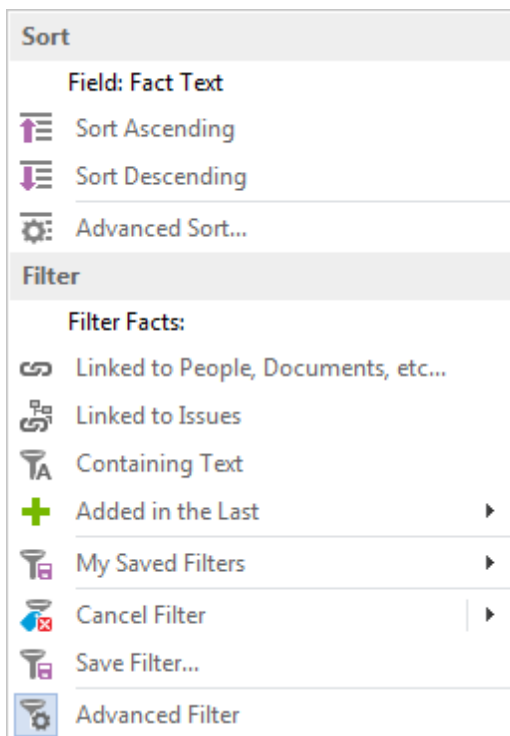 Sort
Field: Fact Text
Sort Ascending
Sort Descending
Advanced Sort...
Filter
Filter Facts:
Linked to People, Documents, etc...
Linked to Issues
Containing Text
Added in the Last
My Saved Filters
Cancel Filter
Save Filter...
Advanced Filter